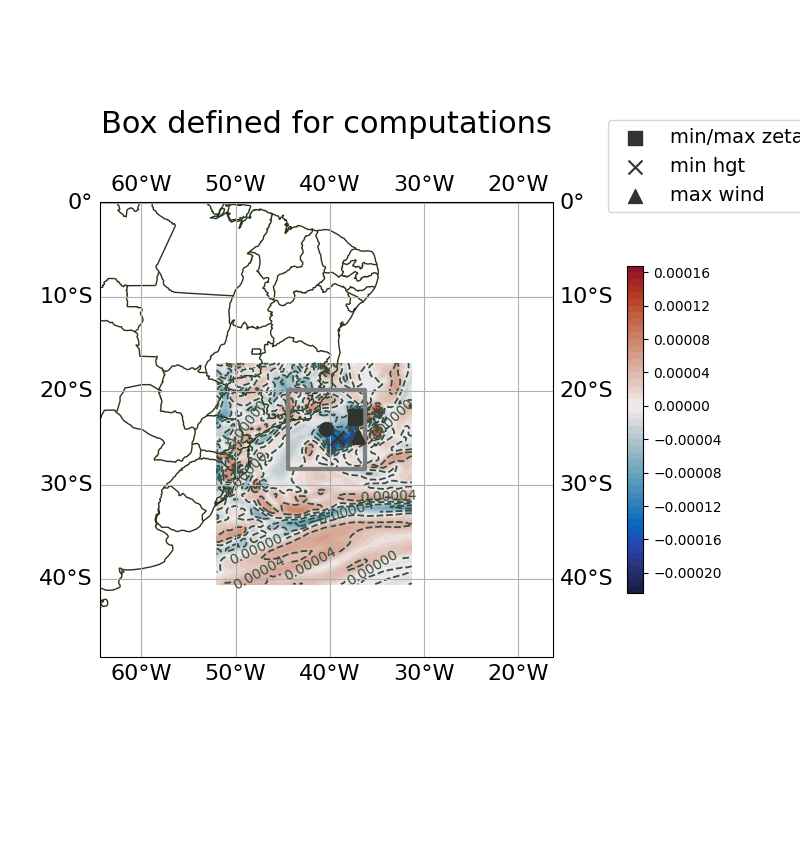 Box defined for computations
min/max zeta
min hgt
max wind
60°W 50°W 40°W 30°W 20°W
0° 0°
10°S 10°S
20°S 20°S
30°S 30°S
40°S 40°S
60°W 50°W 40°W 30°W 20°W
0.00016
0.00012
0.00008
0.00004
0.00000
−0.00004
−0.00008
−0.00012
−0.00016
−0.00020
0.00004
0.00000
0.00004
0.00004
0.00000